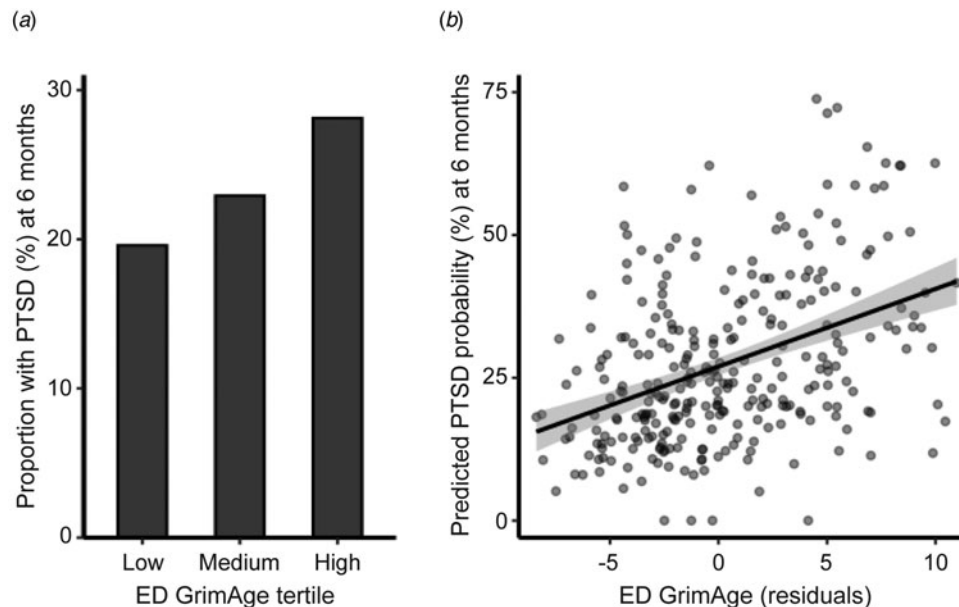 (a)
Proportion with PTSD (%) at 6 months
30
20
10
0
Low Medium High
ED GrimAge tertile
(b)
Predicted PTSD probability (%) at 6 months
75
50
25
0
-5 0 5 10
ED GrimAge (residuals)